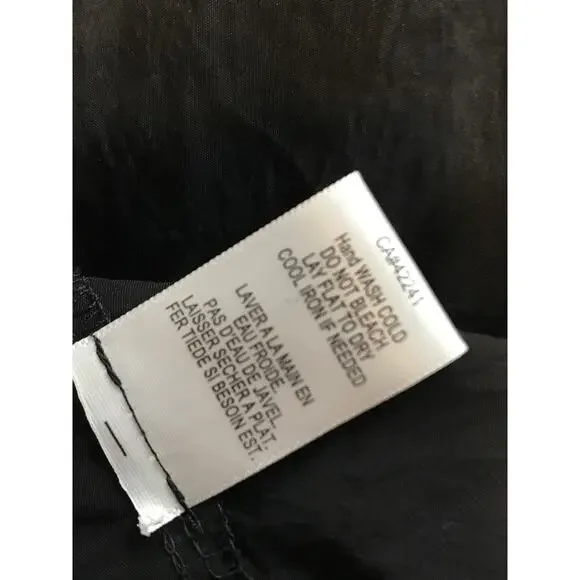 CA#42241
Hand WASH COLD
DO NOT BLEACH
LAY FLAT TO DRY
COOL IRON IF NEEDED
LAVER A LA MAIN EN
EAU FROIDE.
PAS D'EAU DE JAVEL.
LAISSER SECHER A PLAT.
FER TIEDE SI BESOIN EST.